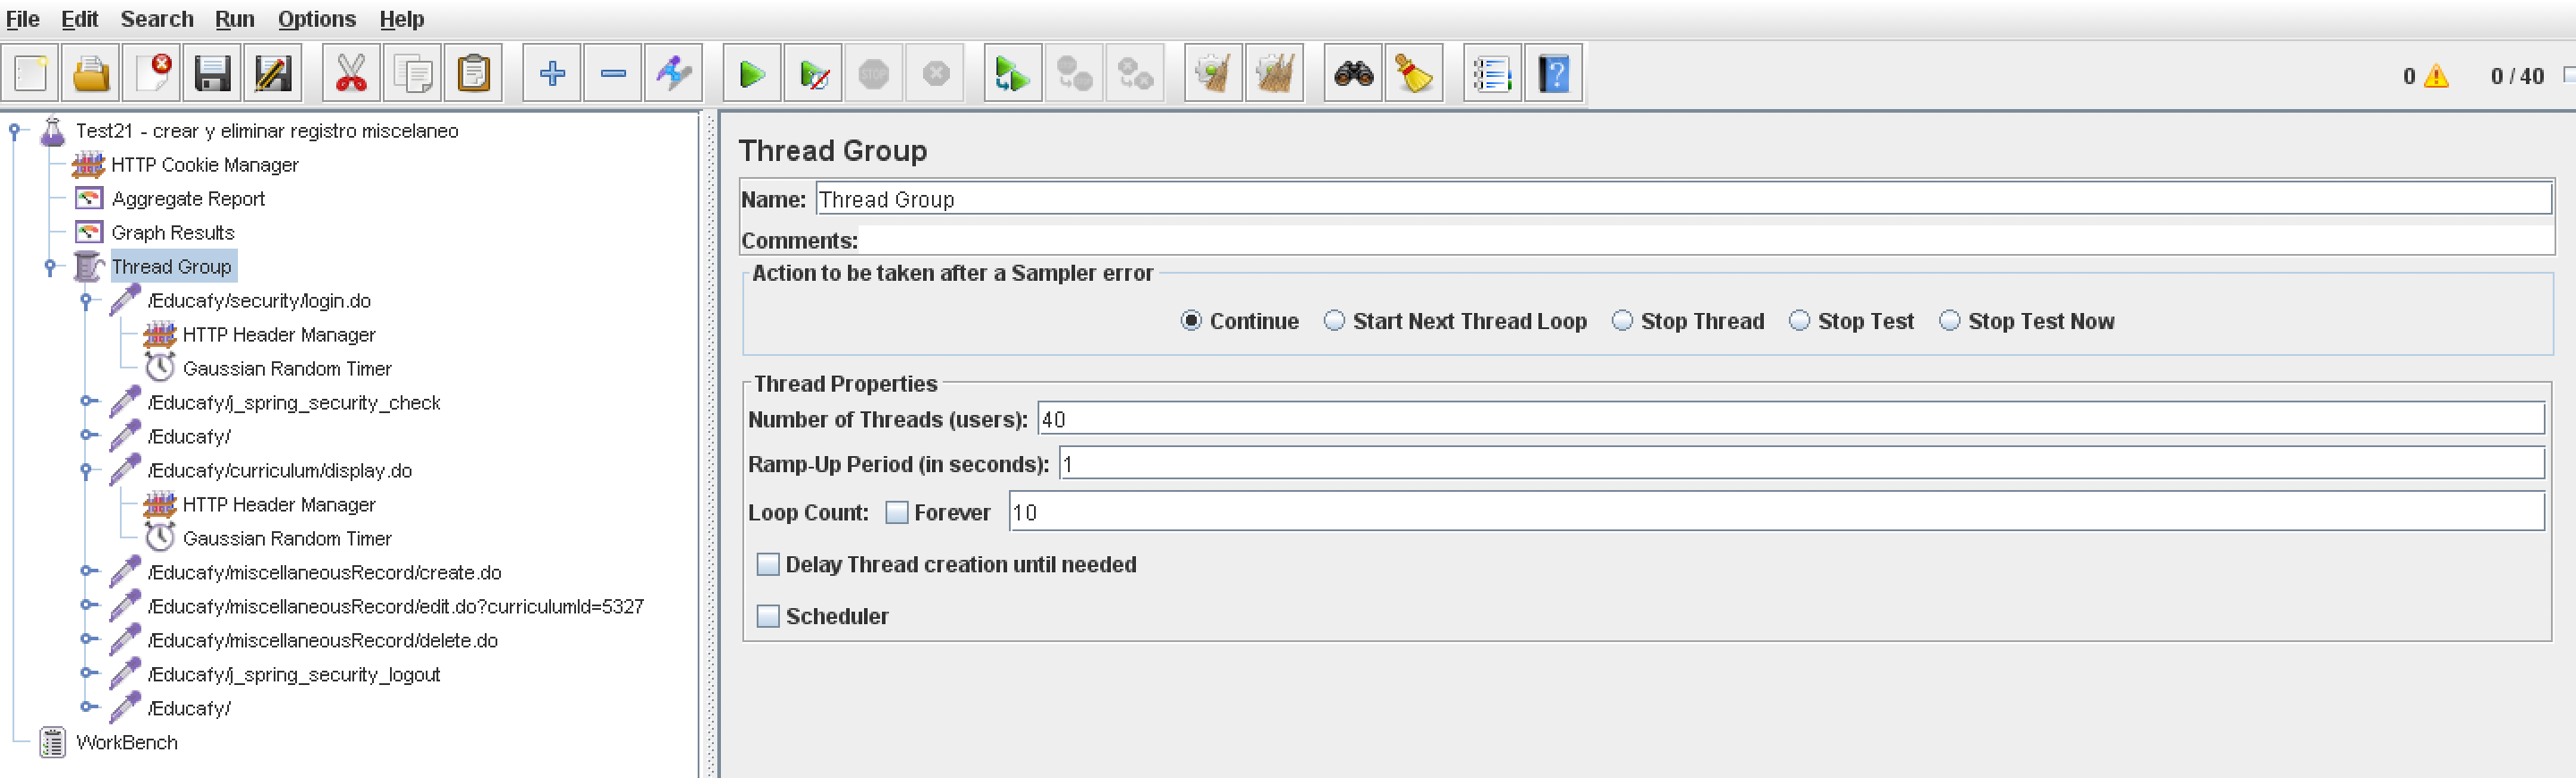 File Edit Search Run Options Help
STOP
0 0 / 40
Test21 - crear y eliminar registro miscelaneo
HTTP Cookie Manager
Aggregate Report
Graph Results
Thread Group
/Educafy/security/login.do
HTTP Header Manager
Gaussian Random Timer
/Educafy/j_spring_security_check
/Educafy/
/Educafy/curriculum/display.do
HTTP Header Manager
Gaussian Random Timer
/Educafy/miscellaneousRecord/create.do
/Educafy/miscellaneousRecord/edit.do?curriculumId=5327
/Educafy/miscellaneousRecord/delete.do
/Educafy/j_spring_security_logout
/Educafy/
WorkBench
Thread Group
Name: Thread Group
Comments:
Action to be taken after a Sampler error
Continue Start Next Thread Loop Stop Thread Stop Test Stop Test Now
Thread Properties
Number of Threads (users): 40
Ramp-Up Period (in seconds): 1
Loop Count: Forever 10
Delay Thread creation until needed
Scheduler